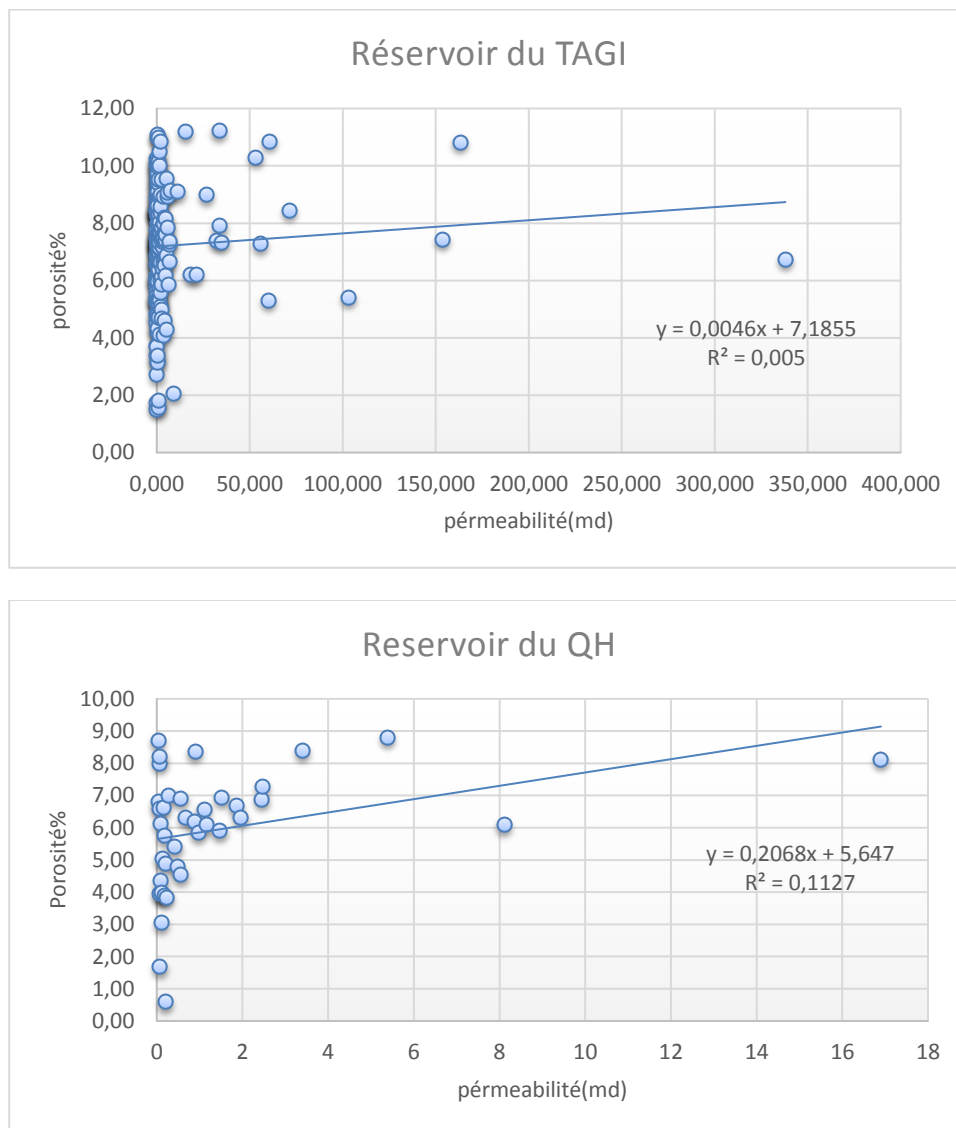 Réservoir du TAGI
12,00
10,00
8,00
6,00
4,00
2,00
0,00
porosité%
y = 0,0046x + 7,1855
R² = 0,005
0,000 50,000 100,000 150,000 200,000 250,000 300,000 350,000 400,000
pérmeabilité(md)
Reservoir du QH
10,00
9,00
8,00
7,00
6,00
5,00
4,00
3,00
2,00
1,00
0,00
Porosité%
y = 0,2068x + 5,647
R² = 0,1127
0 2 4 6 8 10 12 14 16 18
pérmeabilité(md)